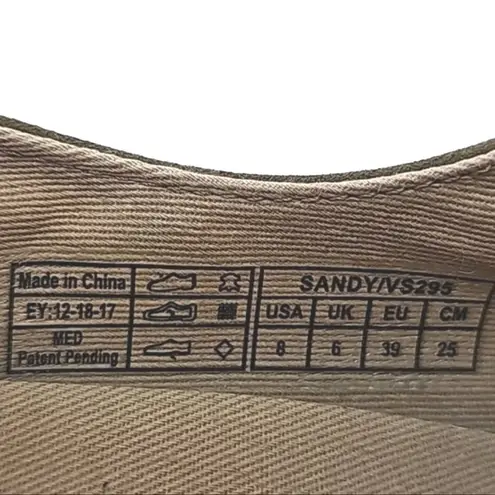 Made in China
EY:12-18-17
MED
Patent Pending
SANDY/VS295
USA UK EU CM
8 6 39 25